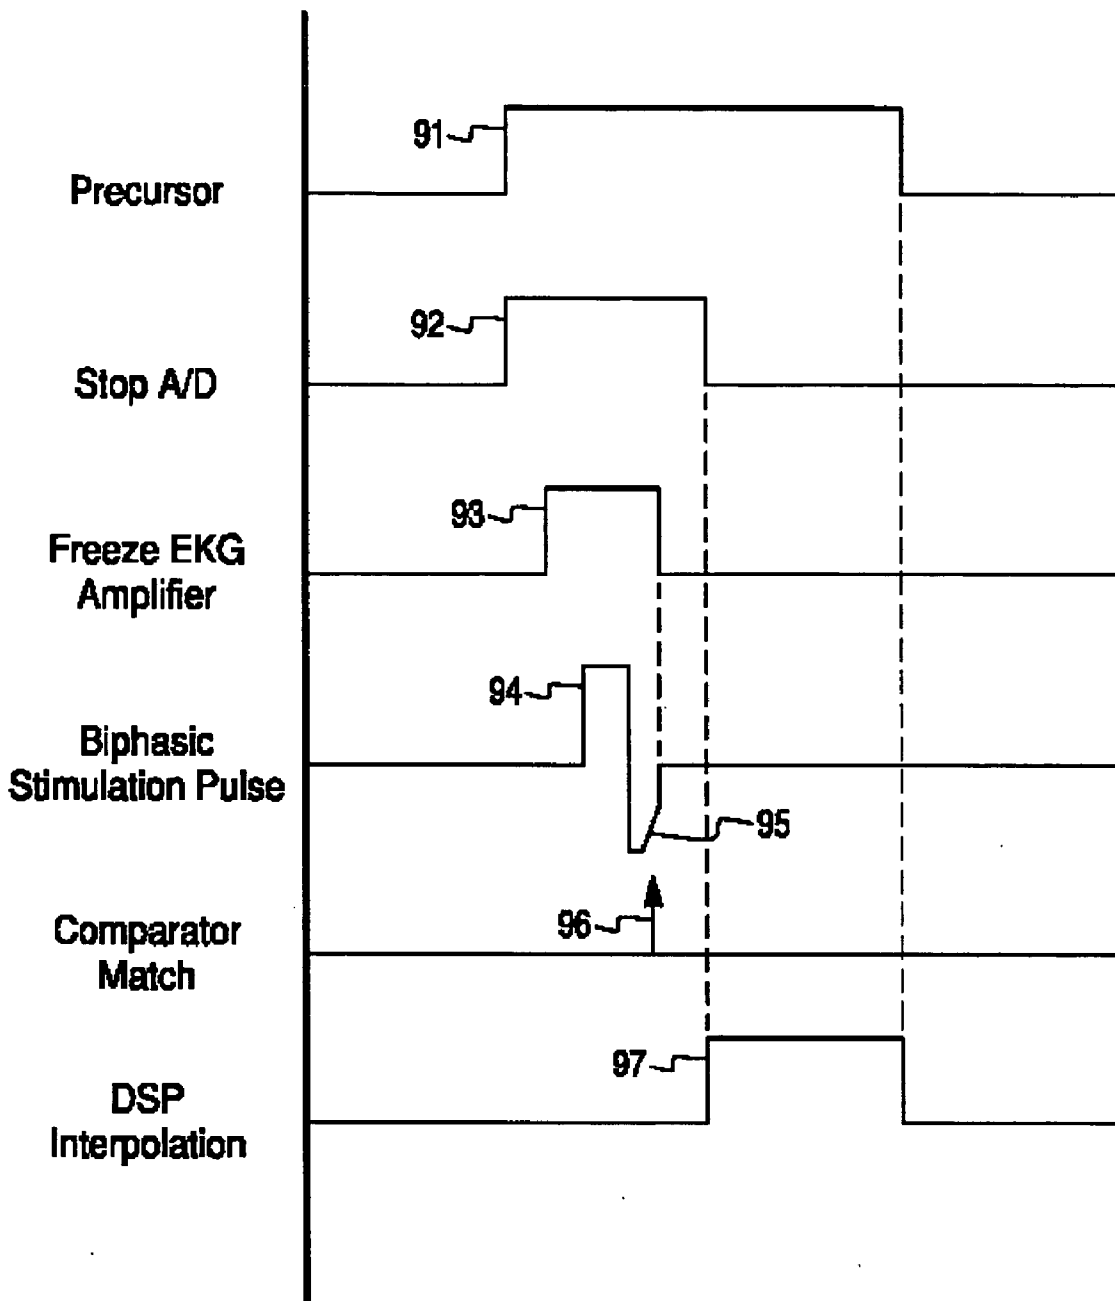 91
Precursor
92
Stop A/D
93
Freeze EKG
Amplifier
94
Biphasic
Stimulation Pulse
95
96
Comparator
Match
97
DSP
Interpolation